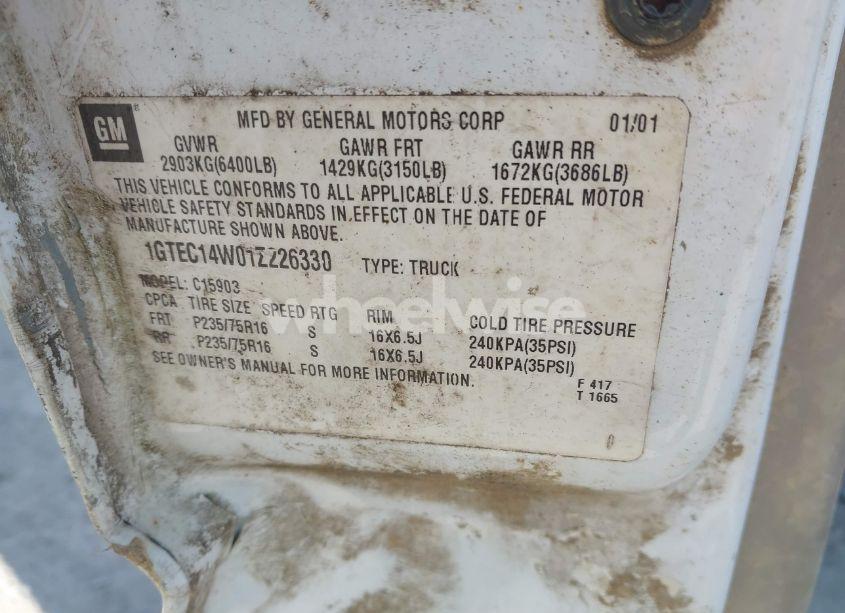 GM
MFD BY GENERAL MOTORS CORP 01/01
GVWR GAWR FRT GAWR RR
2903KG(6400LB) 1429KG(3150LB) 1672KG(3686LB)
THIS VEHICLE CONFORMS TO ALL APPLICABLE U.S. FEDERAL MOTOR
VEHICLE SAFETY STANDARDS IN EFFECT ON THE DATE OF
MANUFACTURE SHOWN ABOVE.
1GTEC14W01Z226330 TYPE: TRUCK
MODEL: C15903
CPCA TIRE SIZE SPEED RTG RIM COLD TIRE PRESSURE
FRT P235/75R16 S 16X6.5J 240KPA(35PSI)
RR P235/75R16 S 16X6.5J 240KPA(35PSI)
SEE OWNER'S MANUAL FOR MORE INFORMATION.
F 417
T 1665
0
wheelwise